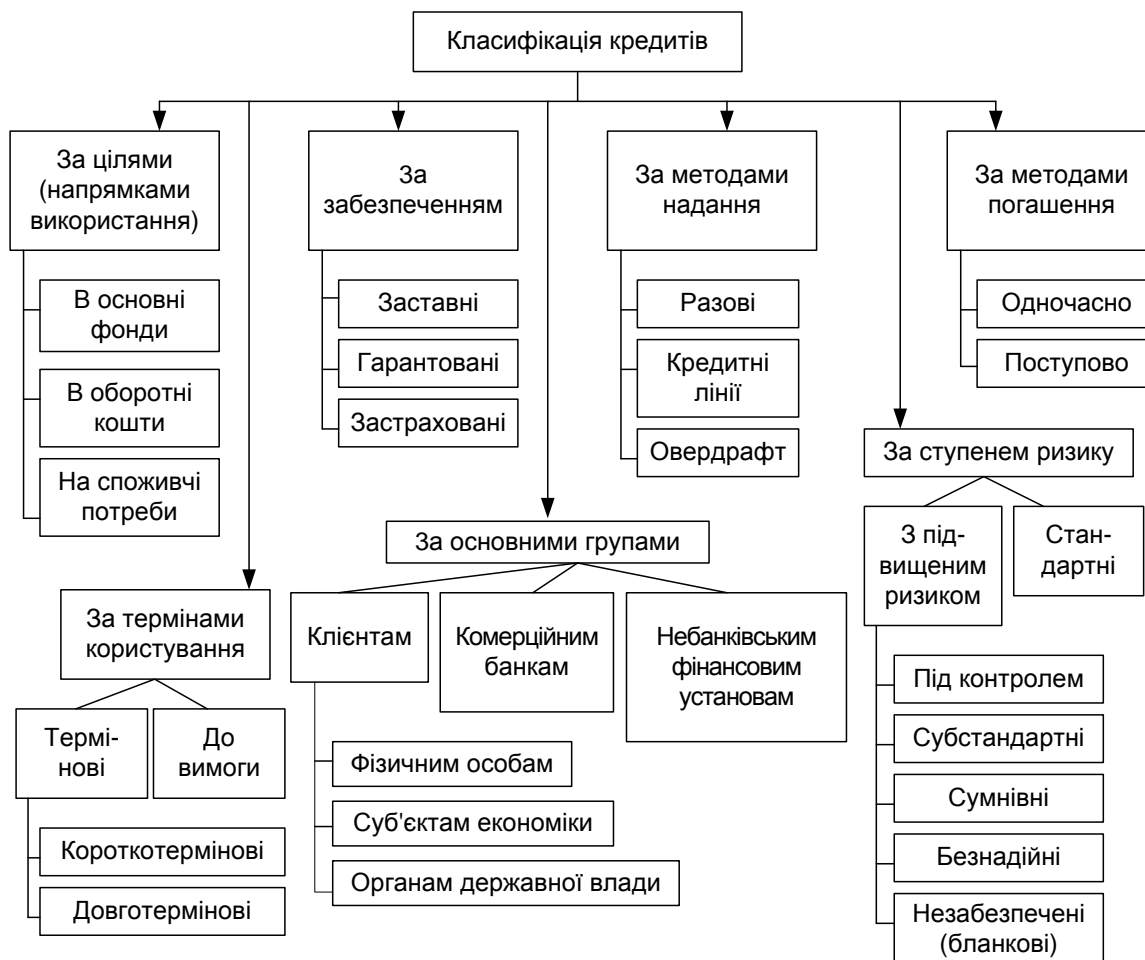 Класифікація кредитів
За цілями
(напрямками
використання)
В основні
фонди
В оборотні
кошти
На споживчі
потреби
За
забезпеченням
Заставні
Гарантовані
Застраховані
За методами
надання
Разові
Кредитні
лінії
Овердрафт
За методами
погашення
Одночасно
Поступово
За термінами
користування
Термі-
нові
До
вимоги
Короткотермінові
Довготермінові
За основними групами
Клієнтам
Комерційним
банкам
Небанківським
фінансовим
установам
Фізичним особам
Суб'єктам економіки
Органам державної влади
За ступенем ризику
З під-
вищеним
ризиком
Стан-
дартні
Під контролем
Субстандартні
Сумнівні
Безнадійні
Незабезпечені
(бланкові)